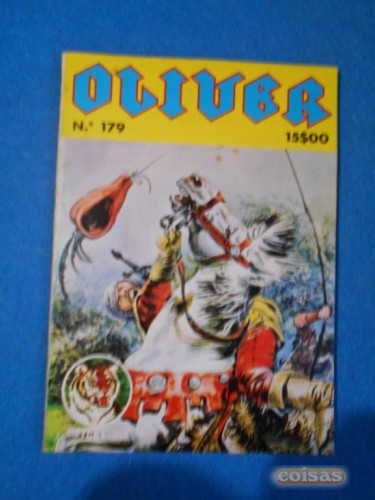 OLIVER
N.º 179
15$00
coisas